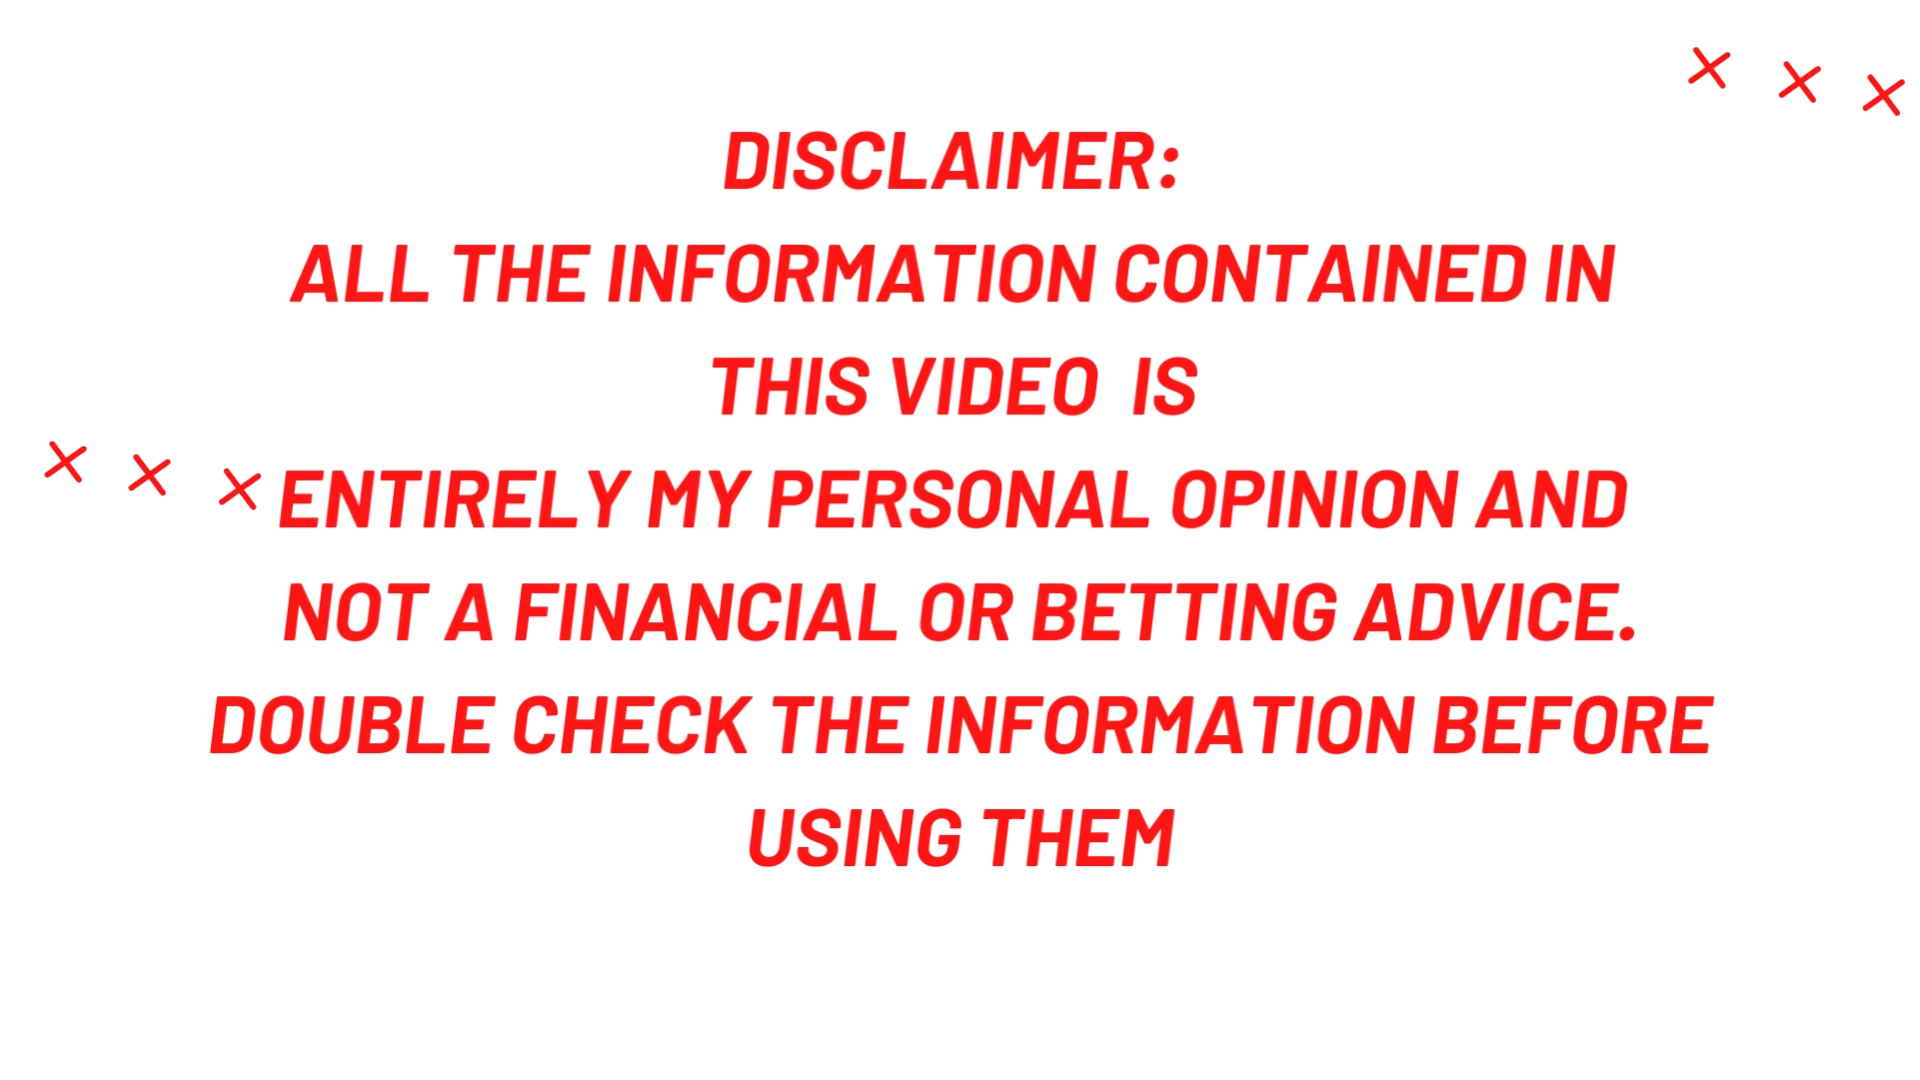 DISCLAIMER:
ALL THE INFORMATION CONTAINED IN
THIS VIDEO  IS
ENTIRELY MY PERSONAL OPINION AND
NOT A FINANCIAL OR BETTING ADVICE.
DOUBLE CHECK THE INFORMATION BEFORE
USING THEM